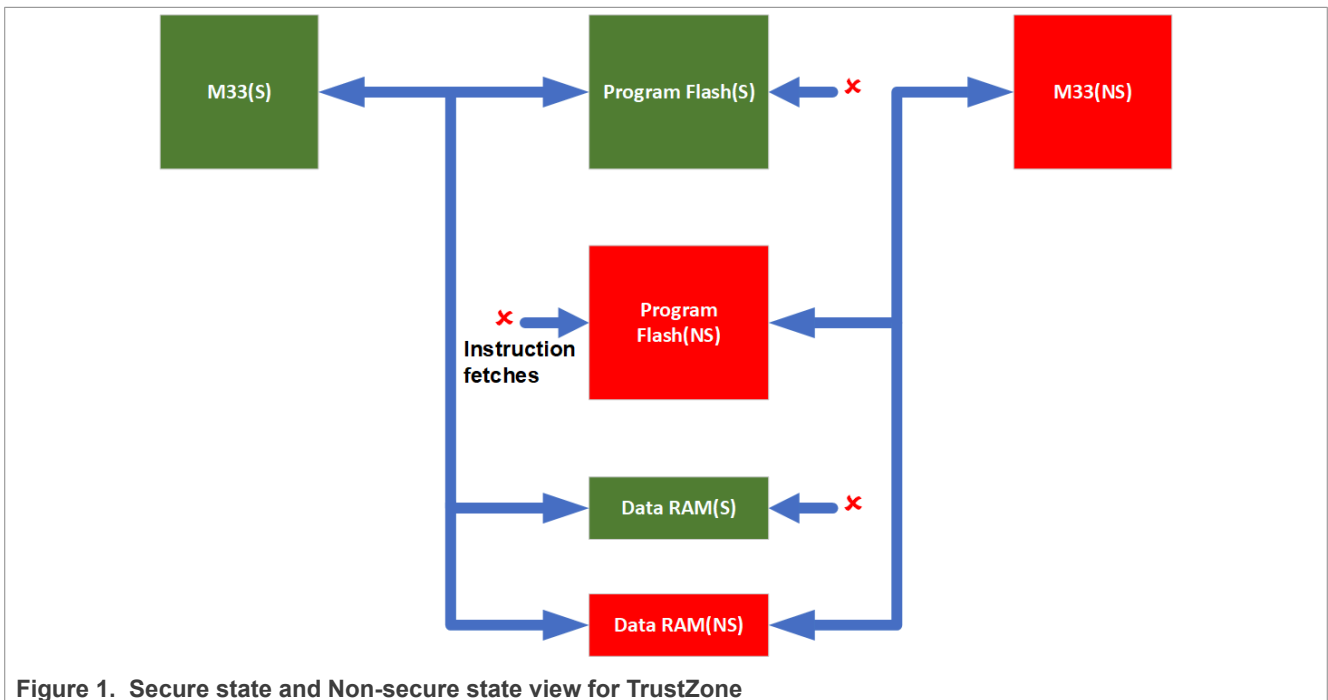 M33(S)
Program Flash(S)
M33(NS)
Program
Flash(NS)
Instruction
fetches
Data RAM(S)
Data RAM(NS)
Figure 1.  Secure state and Non-secure state view for TrustZone